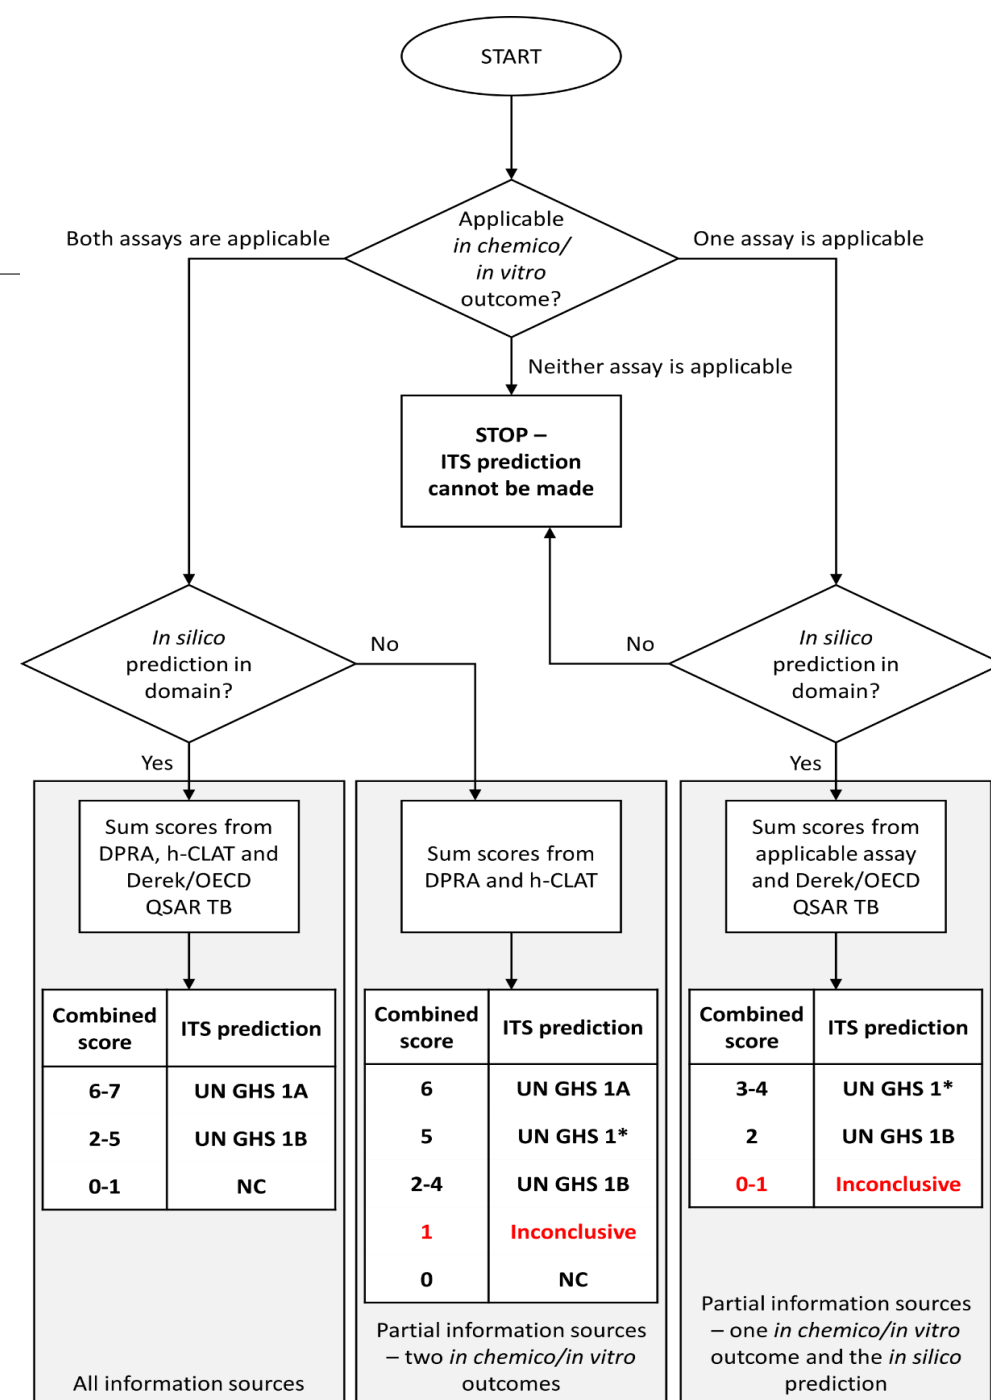 START
Applicable
in chemico/
in vitro
outcome?
Both assays are applicable
One assay is applicable
Neither assay is applicable
STOP –
ITS prediction
cannot be made
In silico
prediction in
domain?
No
Yes
No
In silico
prediction in
domain?
Yes
Sum scores from
DPRA, h-CLAT and
Derek/OECD
QSAR TB
Combined
score
ITS prediction
6-7 UN GHS 1A
2-5 UN GHS 1B
0-1 NC
All information sources
Sum scores from
DPRA and h-CLAT
Combined
score
ITS prediction
6 UN GHS 1A
5 UN GHS 1*
2-4 UN GHS 1B
1 Inconclusive
0 NC
Partial information sources
– two in chemico/in vitro
outcomes
Sum scores from
applicable assay
and Derek/OECD
QSAR TB
Combined
score
ITS prediction
3-4 UN GHS 1*
2 UN GHS 1B
0-1 Inconclusive
Partial information sources
– one in chemico/in vitro
outcome and the in silico
prediction